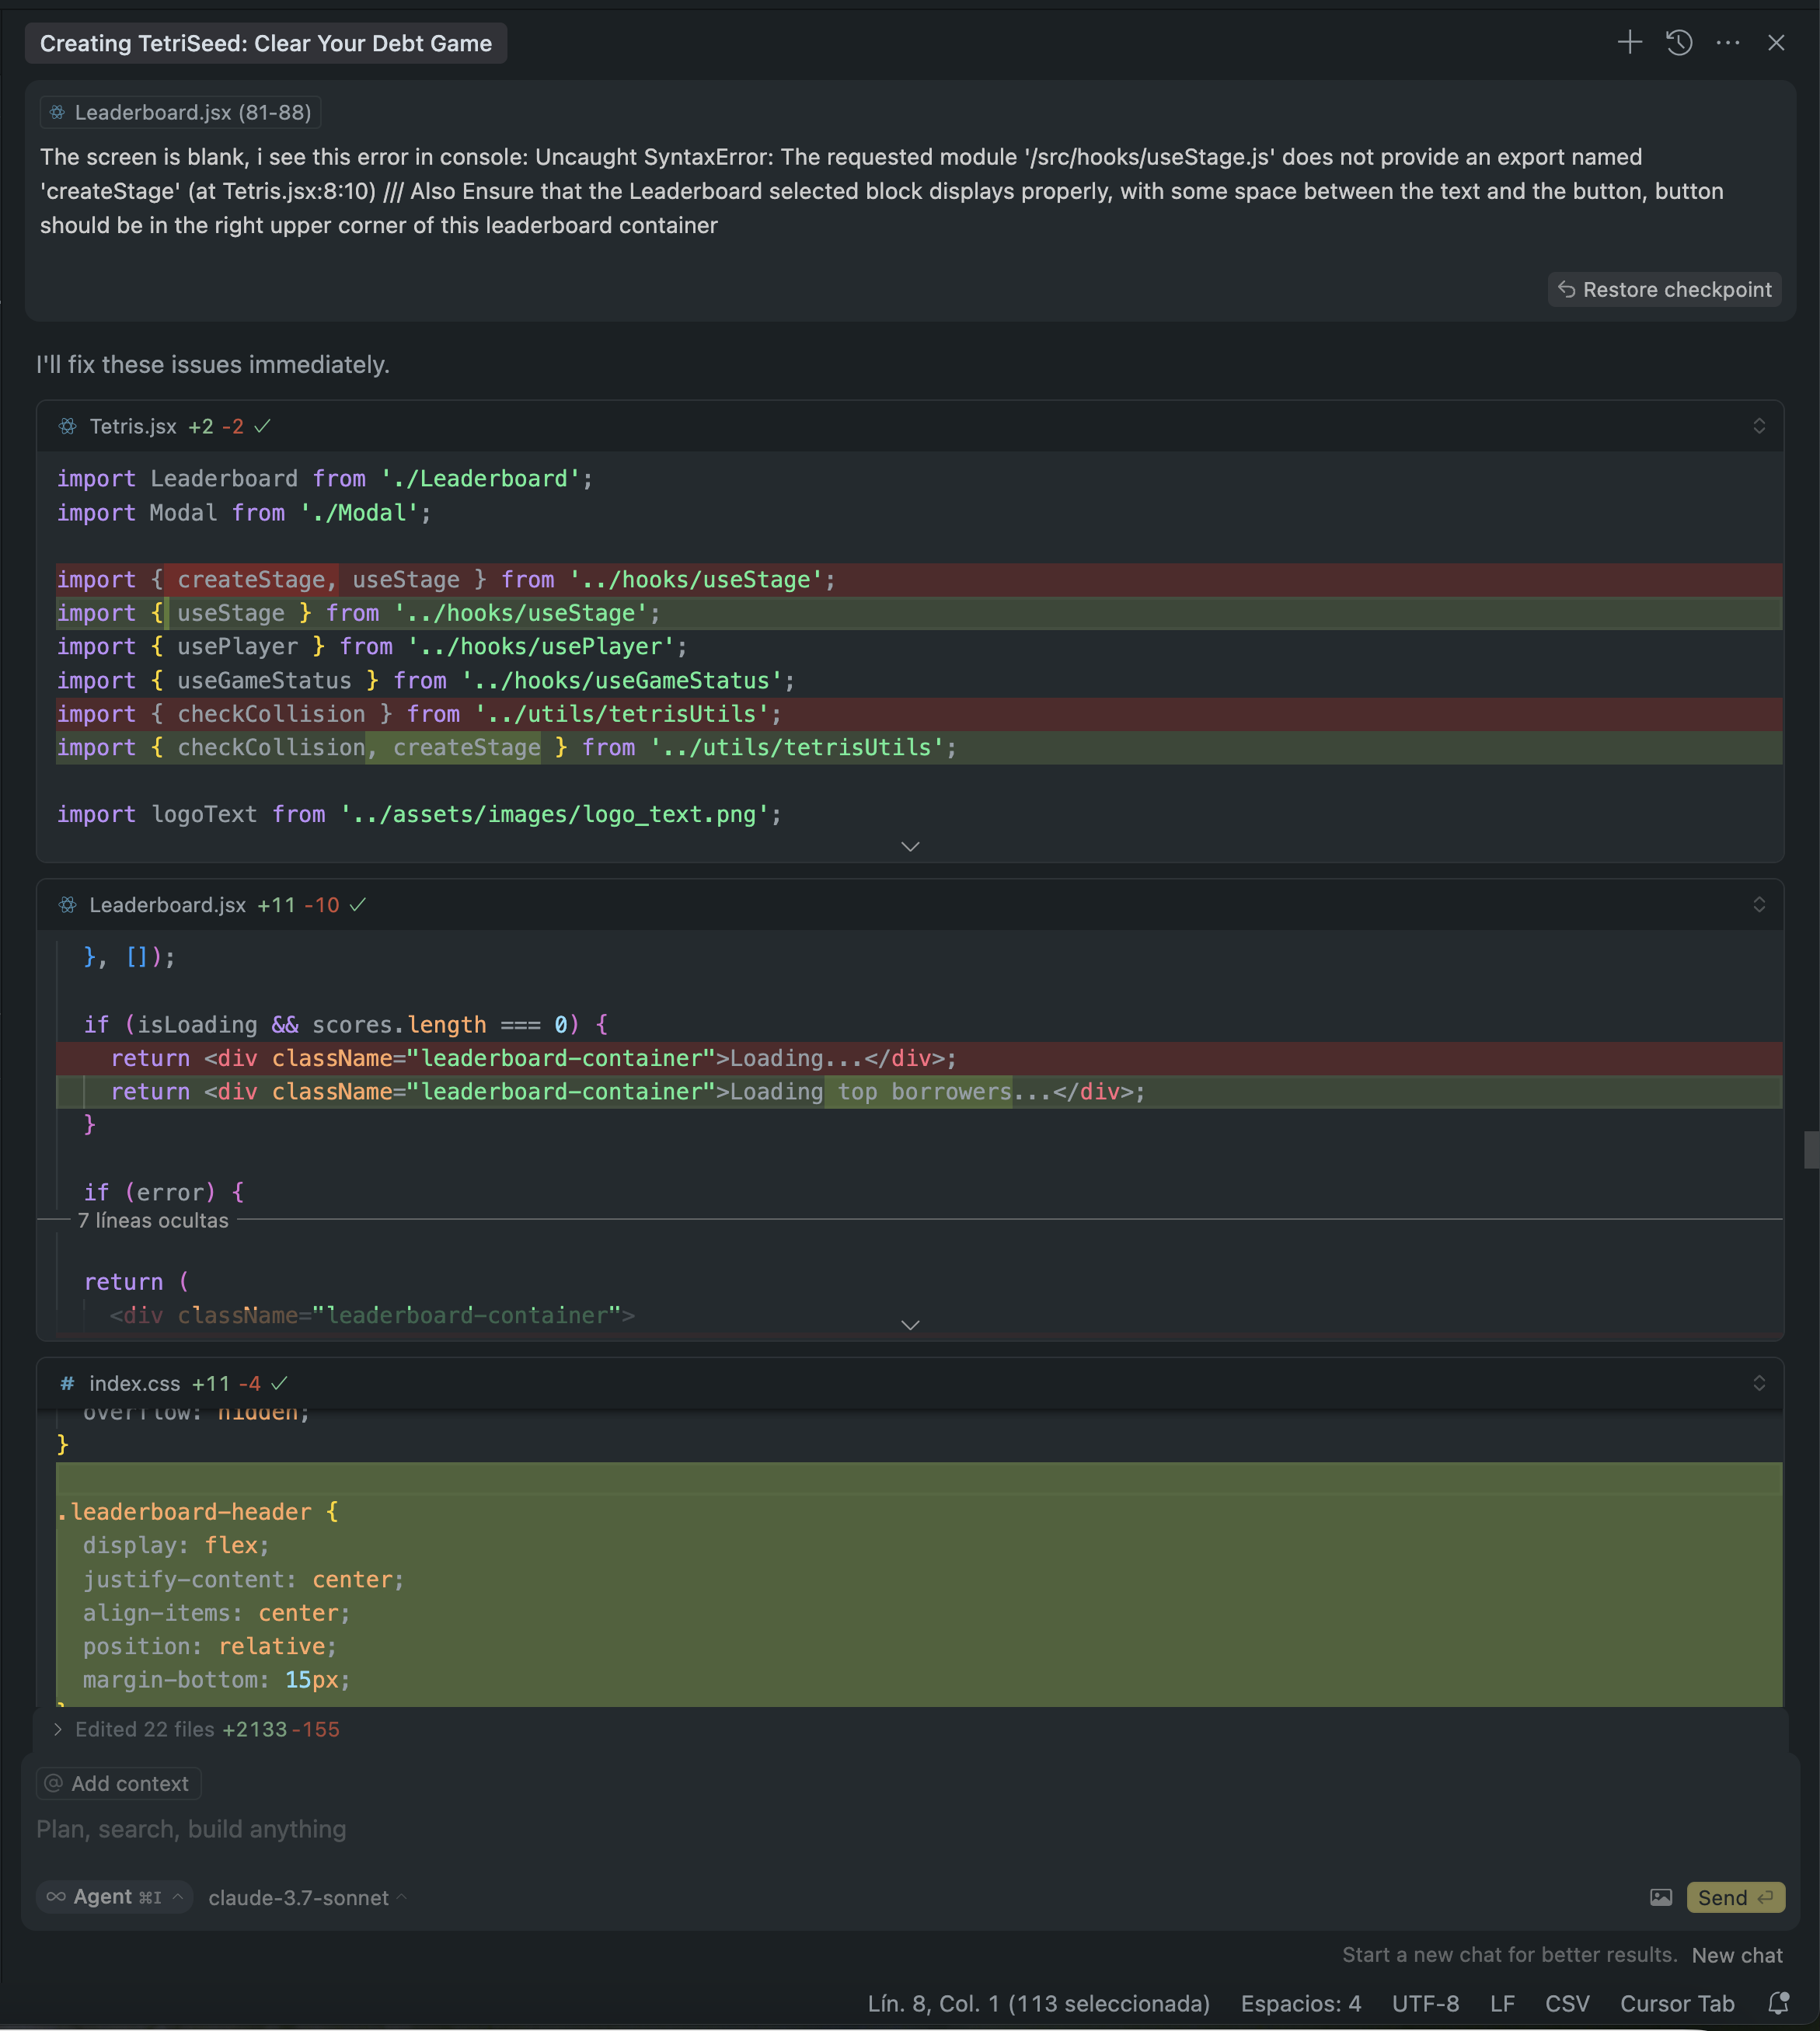 Creating TetriSeed: Clear Your Debt Game
Leaderboard.jsx (81-88)
The screen is blank, i see this error in console: Uncaught SyntaxError: The requested module '/src/hooks/useStage.js' does not provide an export named
'createStage' (at Tetris.jsx:8:10) /// Also Ensure that the Leaderboard selected block displays properly, with some space between the text and the button, button
should be in the right upper corner of this leaderboard container
Restore checkpoint
I'll fix these issues immediately.
Tetris.jsx +2 -2
import Leaderboard from './Leaderboard';
import Modal from './Modal';
import { createStage, useStage } from '../hooks/useStage';
import { useStage } from '../hooks/useStage';
import { usePlayer } from '../hooks/usePlayer';
import { useGameStatus } from '../hooks/useGameStatus';
import { checkCollision } from '../utils/tetrisUtils';
import { checkCollision, createStage } from '../utils/tetrisUtils';
import logoText from '../assets/images/logo_text.png';
Leaderboard.jsx +11 -10
}, []);
if (isLoading && scores.length === 0) {
return <div className="leaderboard-container">Loading...</div>;
return <div className="leaderboard-container">Loading top borrowers...</div>;
}
if (error) {
7 líneas ocultas
return (
<div className="leaderboard-container">
# index.css +11 -4
overflow: hidden;
}
.leaderboard-header {
display: flex;
justify-content: center;
align-items: center;
position: relative;
margin-bottom: 15px;
Edited 22 files +2133 -155
@ Add context
Plan, search, build anything
∞ Agent ⌘I claude-3.7-sonnet
Send
Start a new chat for better results. New chat
Lín. 8, Col. 1 (113 seleccionada) Espacios: 4 UTF-8 LF CSV Cursor Tab